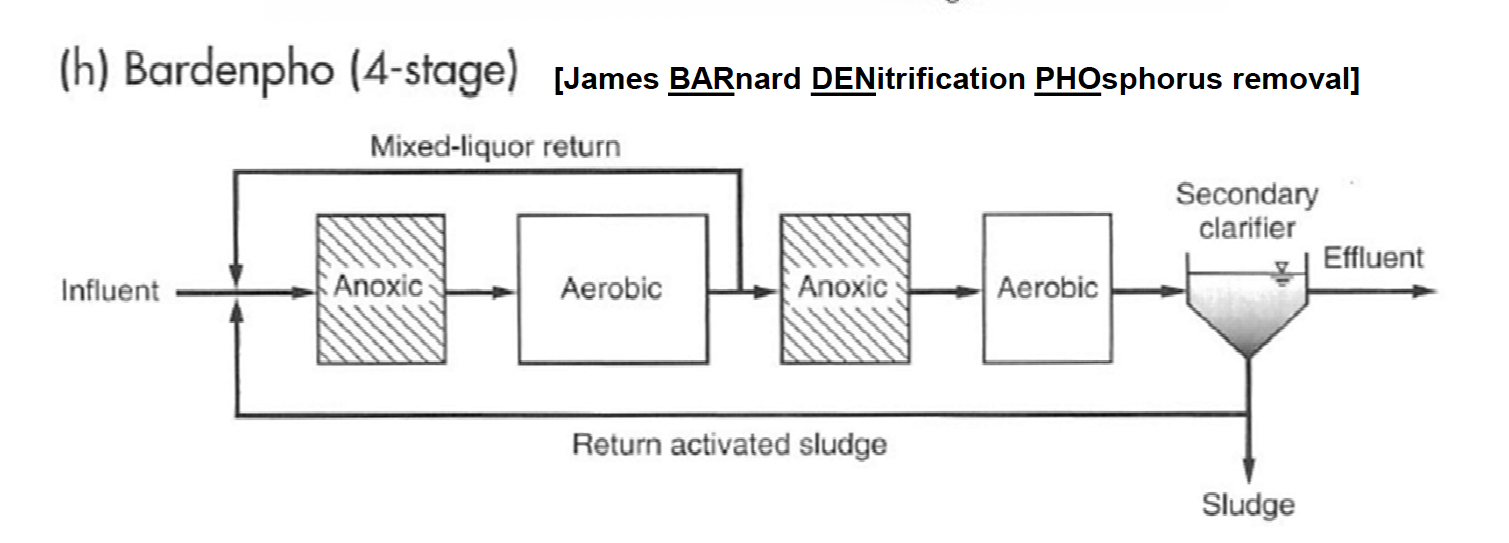 (h) Bardenpho (4-stage) [James BARnard DENitrification PHOsphorus removal]
Mixed-liquor return
Secondary
clarifier
Effluent
Influent
Anoxic
Aerobic
Anoxic
Aerobic
Return activated sludge
Sludge